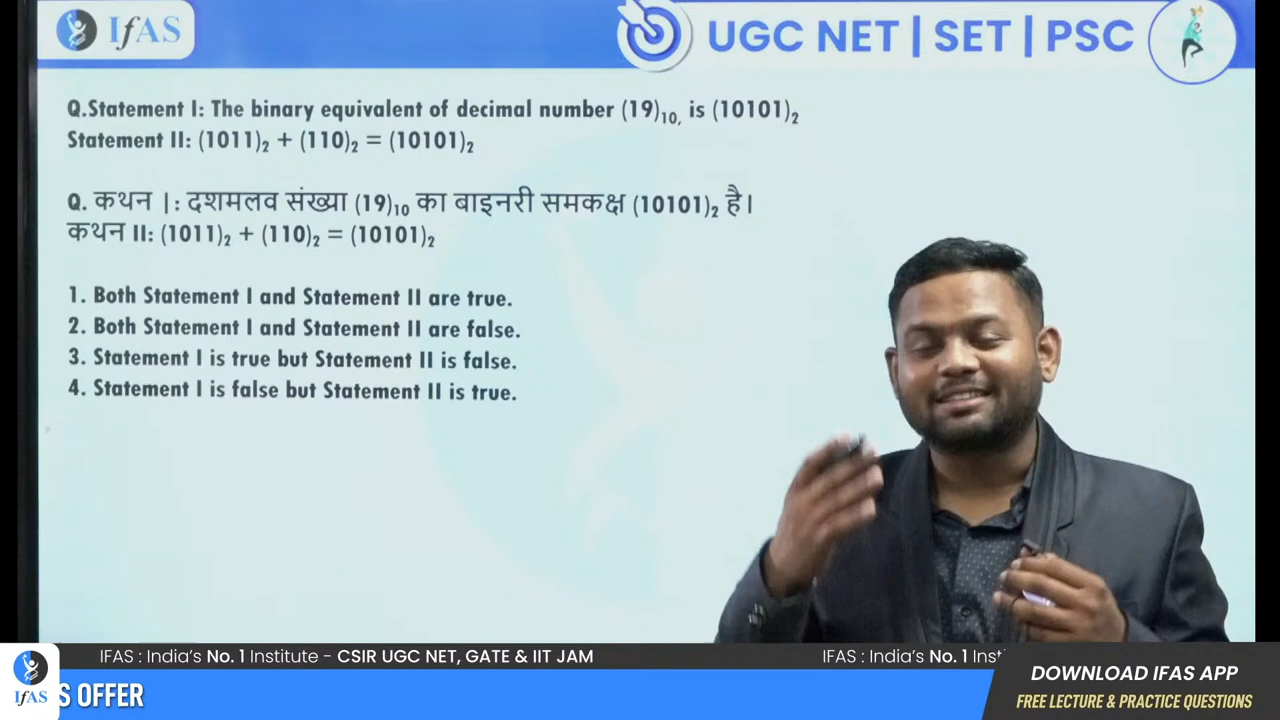 IfAS
UGC NET | SET | PSC
Q.Statement I: The binary equivalent of decimal number (19)₁₀, is (10101)₂
Statement II: (1011)₂ + (110)₂ = (10101)₂
Q. कथन I: दशमलव संख्या (19)₁₀ का बाइनरी समकक्ष (10101)₂ है।
कथन II: (1011)₂ + (110)₂ = (10101)₂
1. Both Statement I and Statement II are true.
2. Both Statement I and Statement II are false.
3. Statement I is true but Statement II is false.
4. Statement I is false but Statement II is true.
IFAS : India's No. 1 Institute - CSIR UGC NET, GATE & IIT JAM
IFAS : India's No. 1 Inst
IfAS
S OFFER
DOWNLOAD IFAS APP
FREE LECTURE & PRACTICE QUESTIONS